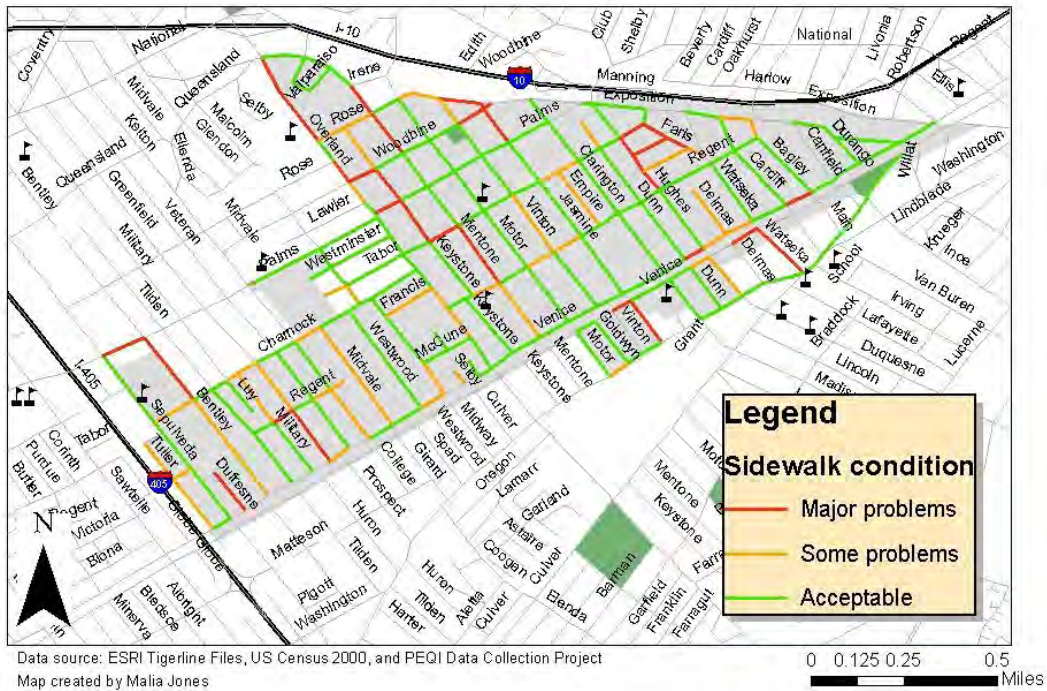 Coventry
National
I-10
Edith
Woodbine
Club
Shelby
Beverly
Cardiff
Oakhurst
National
Livonia
Robertson
Regent
Queensland
Valparaiso
Irene
10
Manning
Harlow
Ellis
Midvale
Selby
Exposition
Exposition
Kelton
Malcolm
Glendon
Elenda
Overland
Rose
Woodbine
Palms
Faris
Regent
Durango
Canfield
Bagley
Cardiff
Watseka
Willat
Washington
Queensland
Rose
Clarington
Empire
Jasmine
Dunn
Hughes
Delmas
Lindblade
Bentley
Greenfield
Military
Veteran
Midvale
Lawler
Palms
Westminster
Tabor
Mentone
Motor
Vinton
Keystone
Main
Krueger
Ince
Watseka
Delmas
School
Tilden
Francis
Venice
Dunn
Van Buren
Charnock
Keystone
Venice
Vinton
Goldwyn
Motor
Grant
Braddock
Irving
Lafayette
Duquesne
Lucerne
Lincoln
I-405
McCune
Selby
Westwood
Midvale
Regent
Luy
Bentley
Military
Keystone
Mentone
Culver
Midway
Westwood
Spad
Girard
College
Prospect
Oregon
Lamarr
Garland
Sepulveda
Tuller
Dufresne
Tabor
Corinth
Purdue
Butler
Sawtelle
405
Globe
Regent
Victoria
Biona
N
Matteson
Huron
Tilden
Astaire
Coogan
Culver
Mentone
Keystone
Barman
Pigott
Washington
Albright
Bledsoe
Minerva
Huron
Tilden
Harter
Aletta
Culver
Elenda
Garfield
Franklin
Farragut
Legend
Sidewalk condition
Major problems
Some problems
Acceptable
Data source: ESRI Tigerline Files, US Census 2000, and PEQI Data Collection Project
Map created by Malia Jones
0 0.125 0.25 0.5
Miles